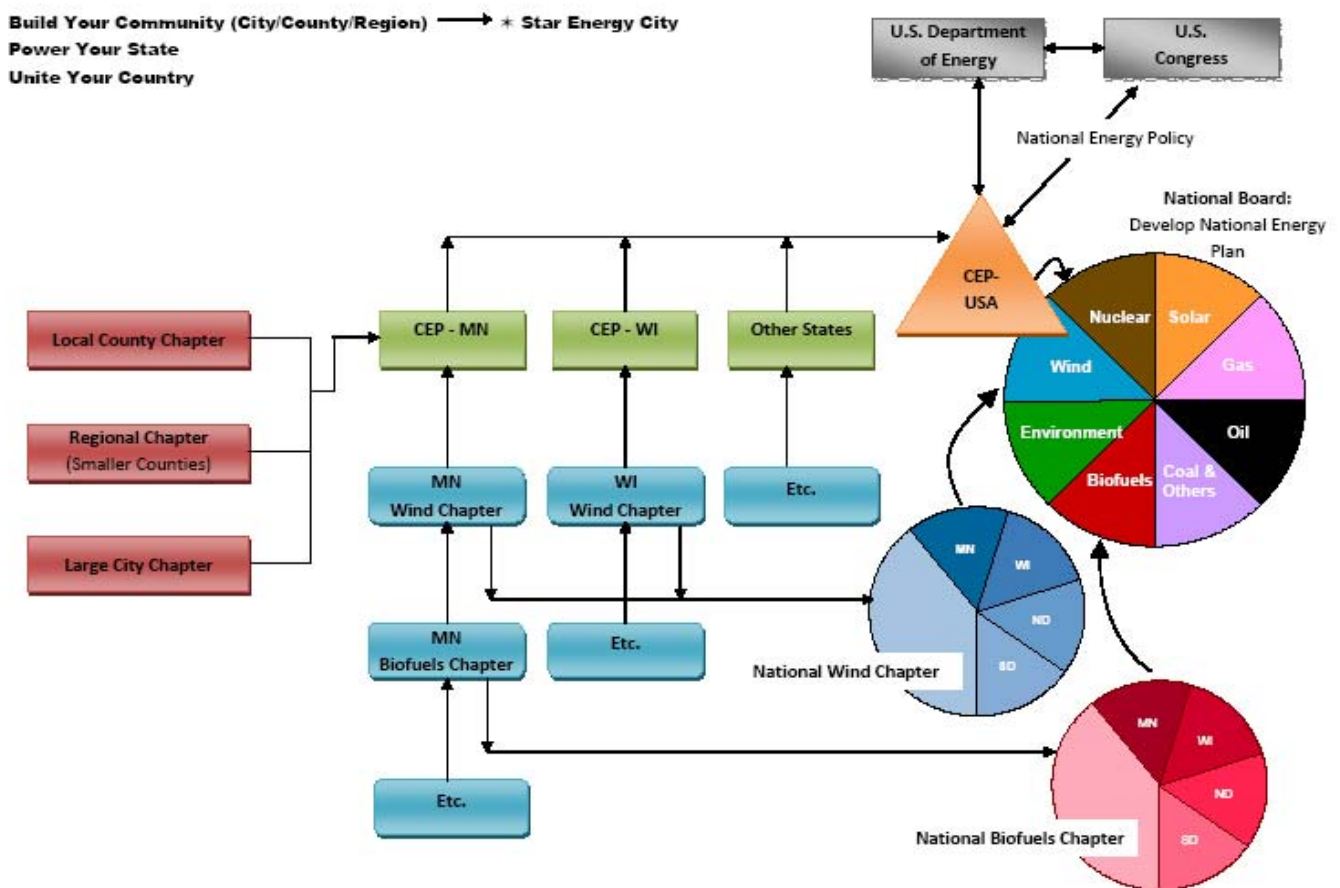 Build Your Community (City/County/Region) ⟶ * Star Energy City
Power Your State
Unite Your Country
U.S. Department
of Energy
U.S.
Congress
National Energy Policy
National Board:
Develop National Energy
Plan
CEP-
USA
Nuclear
Solar
Wind
Gas
Environment
Oil
Biofuels
Coal &
Others
Local County Chapter
CEP - MN
CEP - WI
Other States
Regional Chapter
(Smaller Counties)
MN
Wind Chapter
WI
Wind Chapter
Etc.
Large City Chapter
MN
WI
ND
SD
National Wind Chapter
MN
Biofuels Chapter
Etc.
MN
WI
ND
SD
National Biofuels Chapter
Etc.